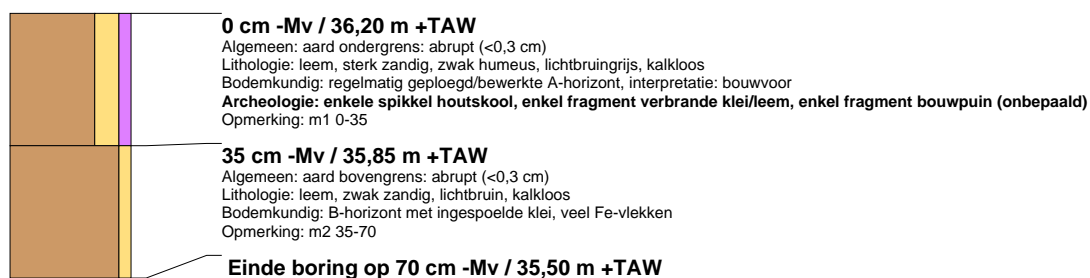 0 cm -Mv / 36,20 m +TAW
Algemeen: aard ondergrens: abrupt (<0,3 cm)
Lithologie: leem, sterk zandig, zwak humeus, lichtbruingrijs, kalkloos
Bodemkundig: regelmatig geploegd/bewerkte A-horizont, interpretatie: bouwvoor
Archeologie: enkele spikkel houtskool, enkel fragment verbrande klei/leem, enkel fragment bouwpuin (onbepaald)
Opmerking: m1 0-35
35 cm -Mv / 35,85 m +TAW
Algemeen: aard bovengrens: abrupt (<0,3 cm)
Lithologie: leem, zwak zandig, lichtbruin, kalkloos
Bodemkundig: B-horizont met ingespoelde klei, veel Fe-vlekken
Opmerking: m2 35-70
Einde boring op 70 cm -Mv / 35,50 m +TAW